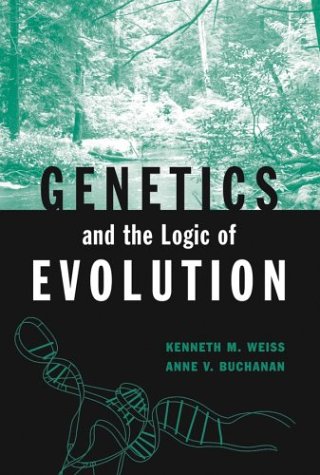 GENETICS
and the Logic of
EVOLUTION
KENNETH M. WEISS
ANNE V. BUCHANAN